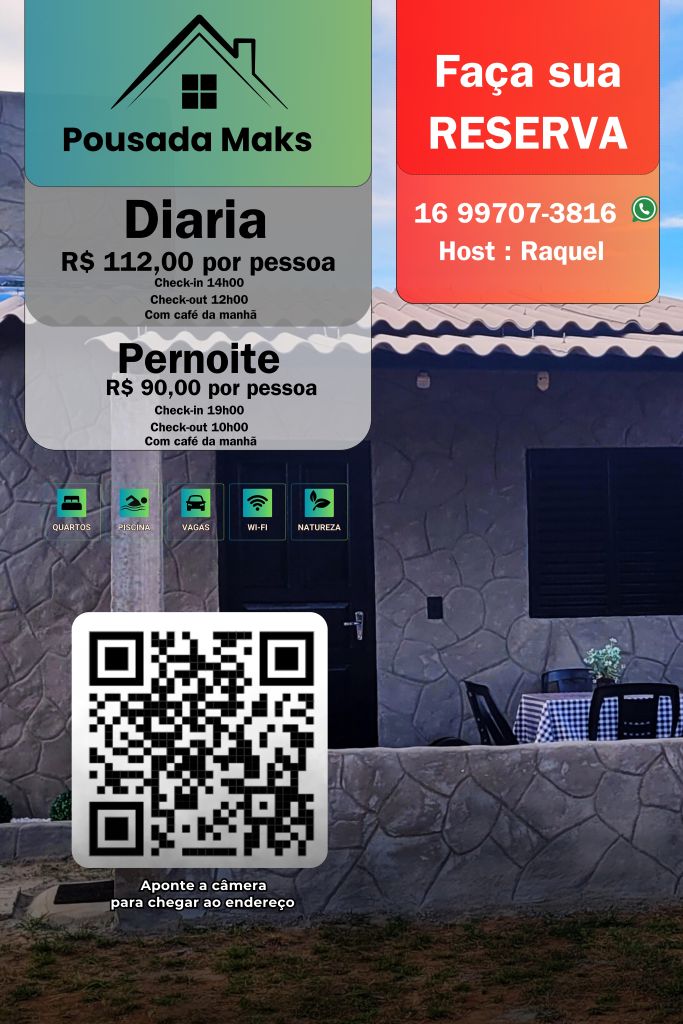 Pousada Maks
Diaria
R$ 112,00 por pessoa
Check-in 14h00
Check-out 12h00
Com café da manhã
Pernoite
R$ 90,00 por pessoa
Check-in 19h00
Check-out 10h00
Com café da manhã
QUARTOS PISCINA VAGAS WI-FI NATUREZA
Aponte a câmera
para chegar ao endereço
Faça sua
RESERVA
16 99707-3816
Host : Raquel